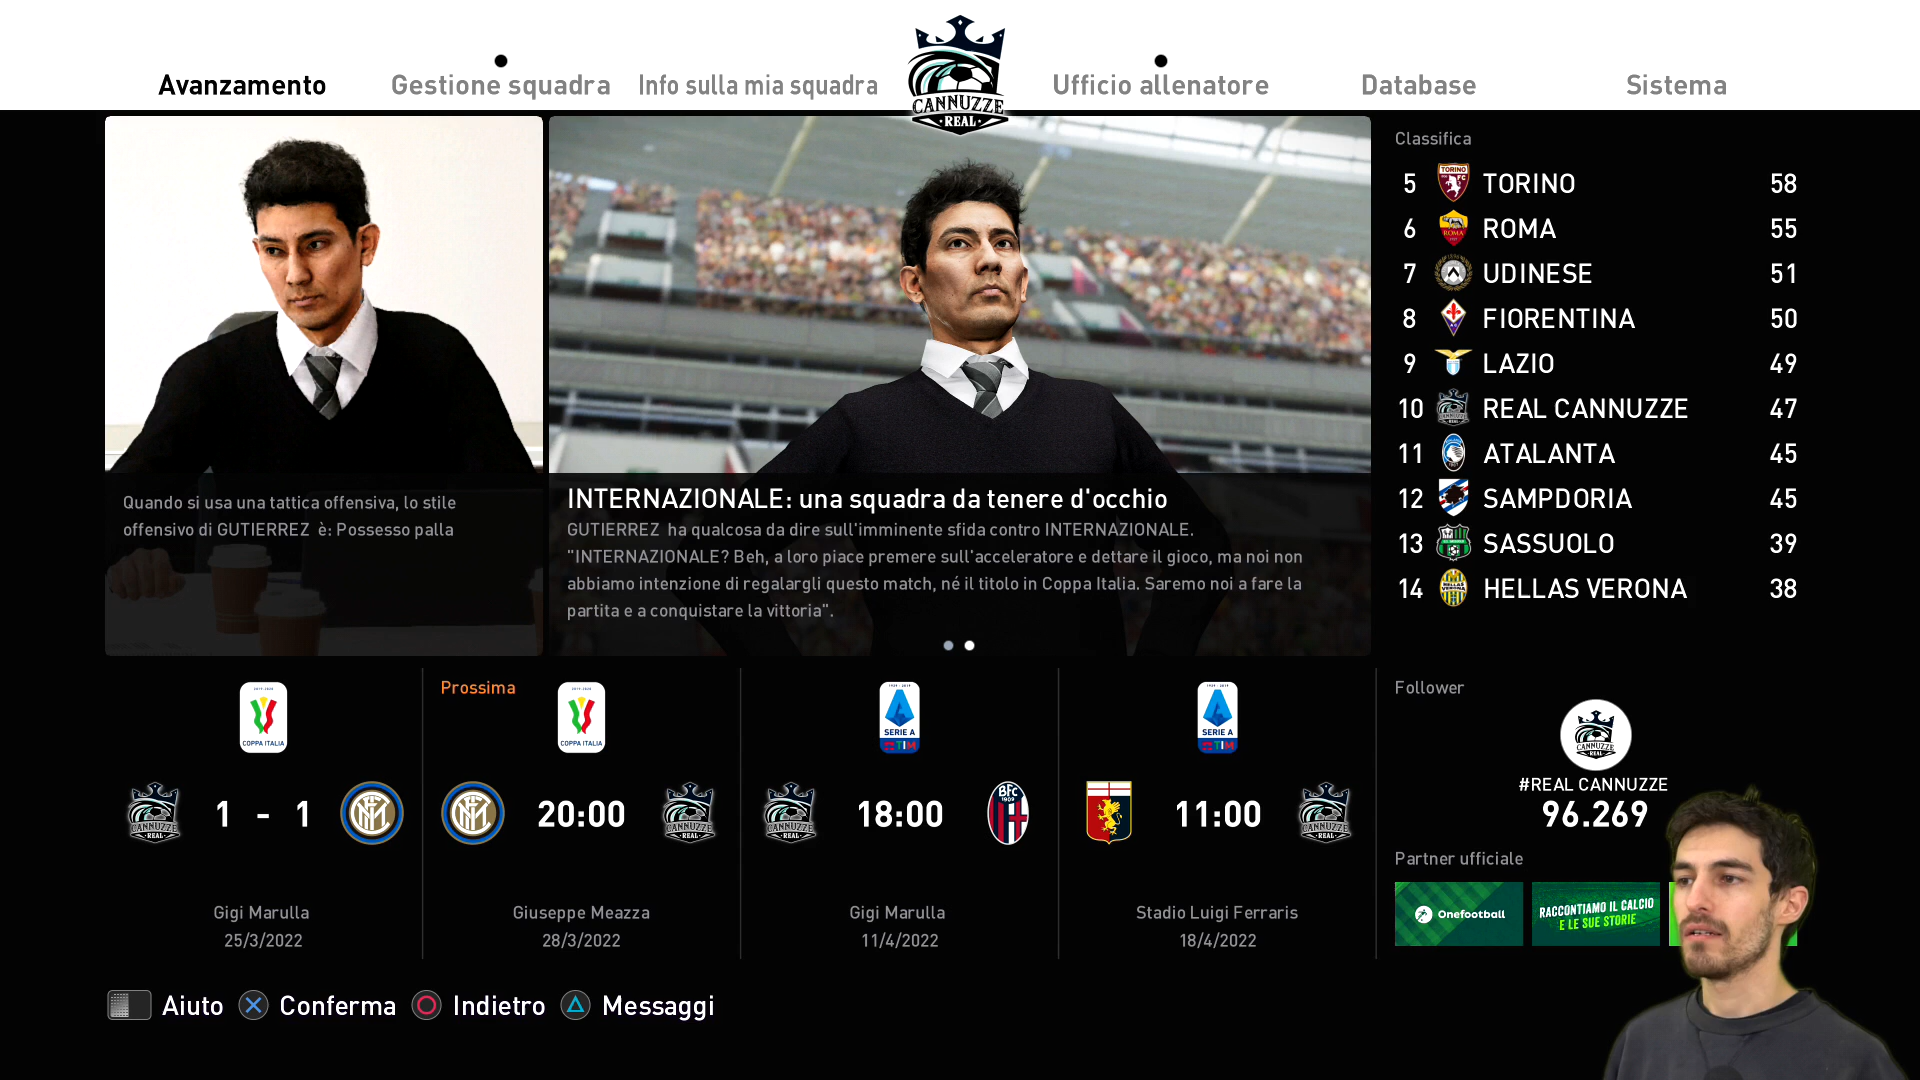 Avanzamento
Gestione squadra
Info sulla mia squadra
CANNUZZE
REAL
Ufficio allenatore
Database
Sistema
Quando si usa una tattica offensiva, lo stile
offensivo di GUTIERREZ è: Possesso palla
INTERNAZIONALE: una squadra da tenere d'occhio
GUTIERREZ ha qualcosa da dire sull'imminente sfida contro INTERNAZIONALE.
"INTERNAZIONALE? Beh, a loro piace premere sull'acceleratore e dettare il gioco, ma noi non
abbiamo intenzione di regalargli questo match, né il titolo in Coppa Italia. Saremo noi a fare la
partita e a conquistare la vittoria".
Classifica
5 TORINO 58
6 ROMA 55
7 UDINESE 51
8 FIORENTINA 50
9 LAZIO 49
10 REAL CANNUZZE 47
11 ATALANTA 45
12 SAMPDORIA 45
13 SASSUOLO 39
14 HELLAS VERONA 38
COPPA ITALIA
1 - 1
Gigi Marulla
25/3/2022
Prossima
COPPA ITALIA
20:00
Giuseppe Meazza
28/3/2022
SERIE A
TIM
18:00
BFC
1909
Gigi Marulla
11/4/2022
SERIE A
TIM
11:00
Stadio Luigi Ferraris
18/4/2022
Follower
CANNUZZE
REAL
#REAL CANNUZZE
96.269
Partner ufficiale
Onefootball
RACCONTIAMO IL CALCIO
E LE SUE STORIE
Aiuto
Conferma
Indietro
Messaggi